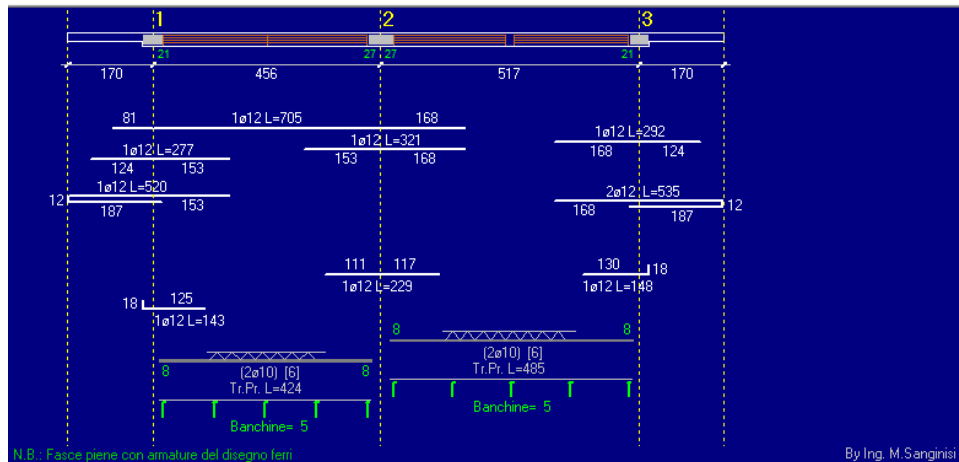 1 2 3
21 27 27 21
170 456 517 170
81 1ø12 L=705 168
1ø12 L=321
153 168
1ø12 L=292
168 124
1ø12 L=277
124 153
1ø12 L=520
12 187 153
2ø12 L=535
168 187 12
111 117
1ø12 L=229
130 18
1ø12 L=148
18 125
1ø12 L=143
8 8
(2ø10) [6]
Tr.Pr. L=485
Banchine= 5
(2ø10) [6]
8 8
Tr.Pr. L=424
Banchine= 5
N.B.: Fasce piene con armature del disegno ferri
By Ing. M.Sanginisi